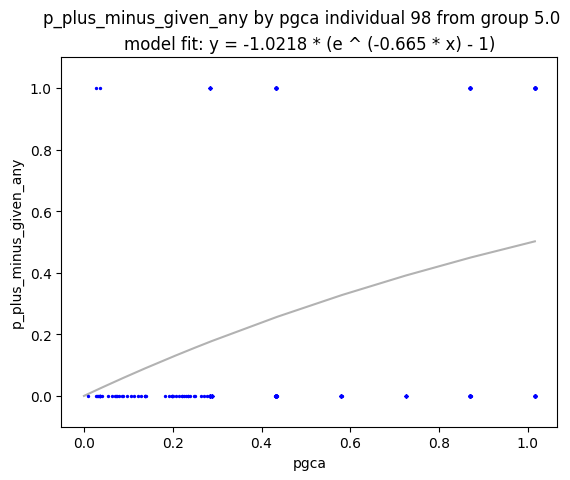 p_plus_minus_given_any by pgca individual 98 from group 5.0
model fit: y = -1.0218 * (e ^ (-0.665 * x) - 1)
p_plus_minus_given_any
1.0
0.8
0.6
0.4
0.2
0.0
0.0 0.2 0.4 0.6 0.8 1.0
pgca